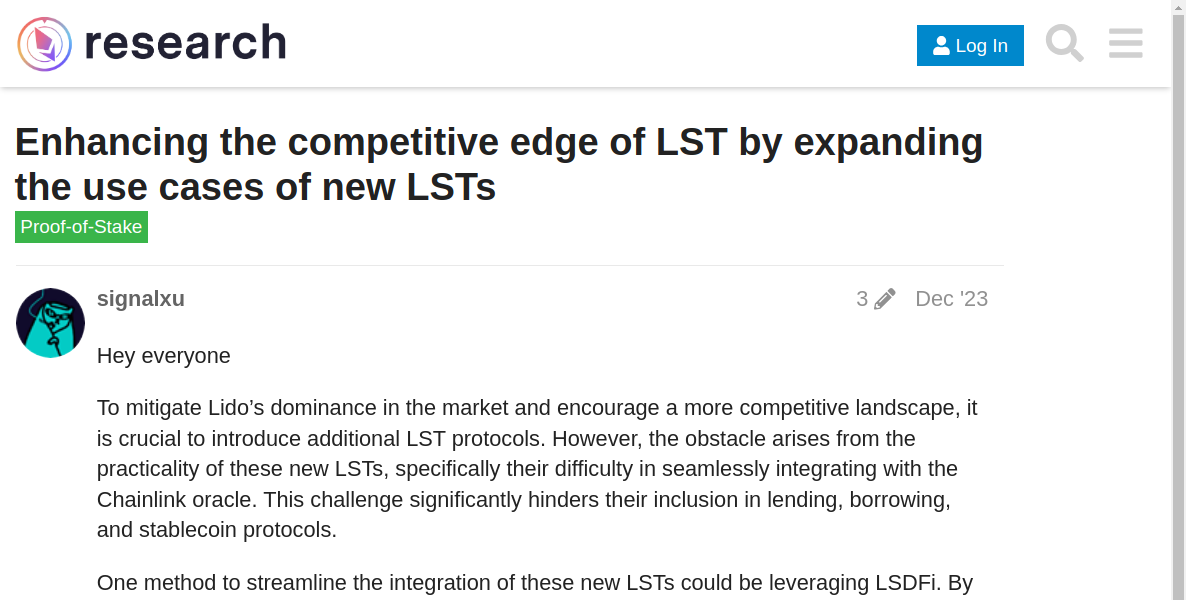 research
Log In
Enhancing the competitive edge of LST by expanding
the use cases of new LSTs
Proof-of-Stake
signalxu
3
Dec '23
Hey everyone
To mitigate Lido’s dominance in the market and encourage a more competitive landscape, it
is crucial to introduce additional LST protocols. However, the obstacle arises from the
practicality of these new LSTs, specifically their difficulty in seamlessly integrating with the
Chainlink oracle. This challenge significantly hinders their inclusion in lending, borrowing,
and stablecoin protocols.
One method to streamline the integration of these new LSTs could be leveraging LSDFi. By